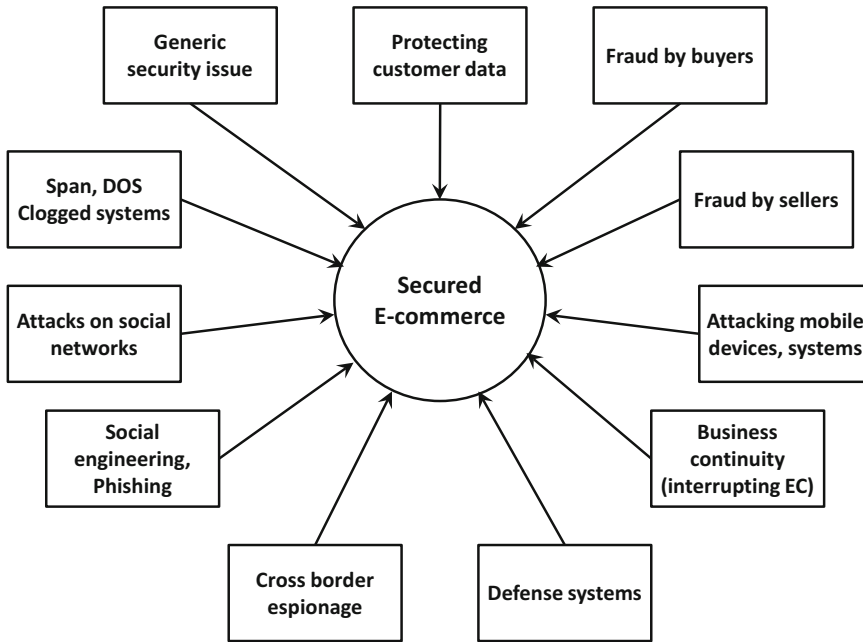 Generic
security issue
Protecting
customer data
Fraud by buyers
Span, DOS
Clogged systems
Fraud by sellers
Secured
E-commerce
Attacks on social
networks
Attacking mobile
devices, systems
Social
engineering,
Phishing
Business
continuity
(interrupting EC)
Cross border
espionage
Defense systems